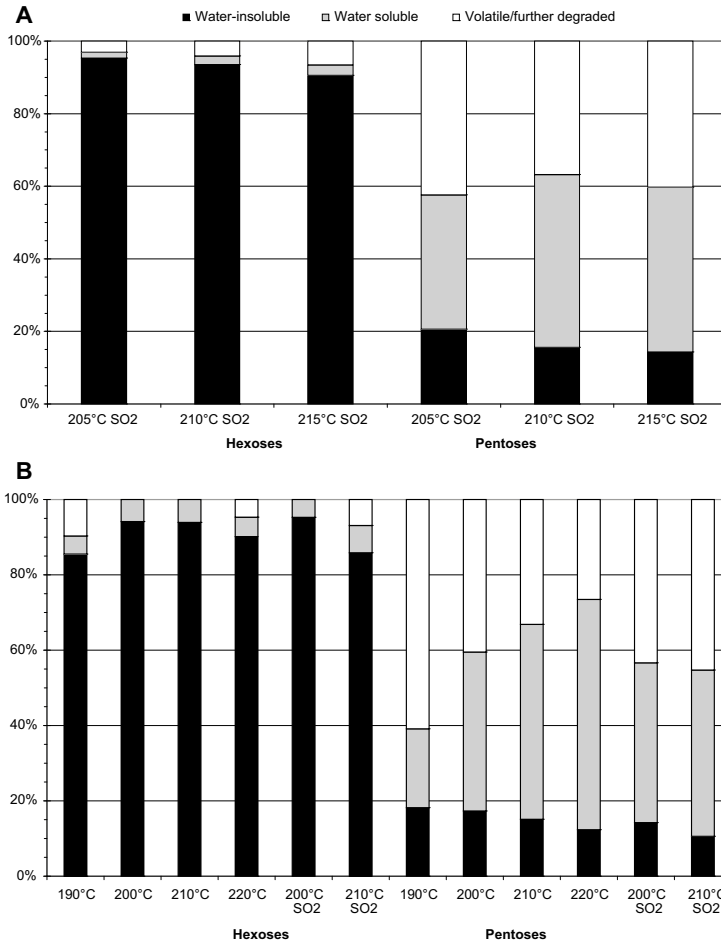 A
Water-insoluble Water soluble Volatile/further degraded
100%
80%
60%
40%
20%
0%
205°C SO2 210°C SO2 215°C SO2 205°C SO2 210°C SO2 215°C SO2
Hexoses Pentoses
B
100%
80%
60%
40%
20%
0%
190°C 200°C 210°C 220°C 200°C SO2 210°C SO2 190°C 200°C 210°C 220°C 200°C SO2 210°C SO2
Hexoses Pentoses